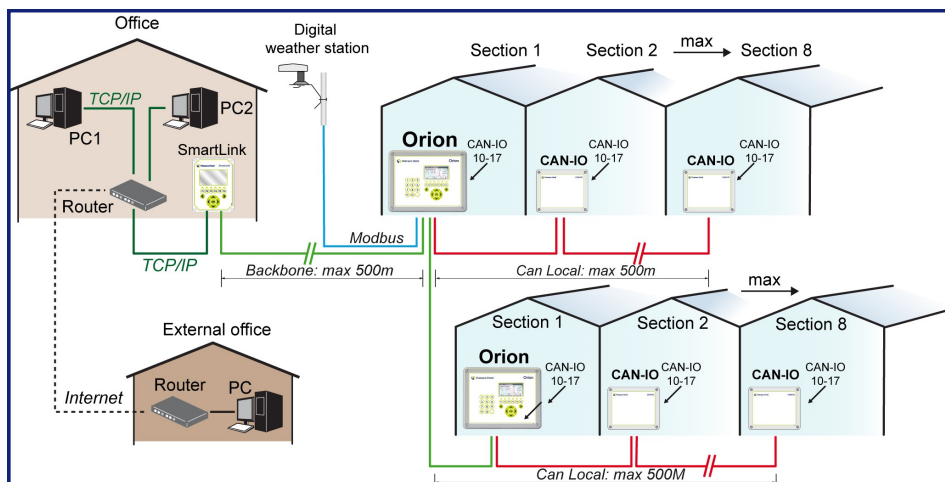 Office
TCP/IP
PC1
PC2
SmartLink
Router
TCP/IP
Digital
weather station
Modbus
Backbone: max 500m
Section 1
Section 2
max
Section 8
Orion
CAN-IO
10-17
Orion
CAN-IO
CAN-IO
10-17
CAN-IO
CAN-IO
10-17
Can Local: max 500m
External office
Router
PC
Internet
max
Section 1
Section 2
Section 8
Orion
CAN-IO
10-17
Orion
CAN-IO
CAN-IO
10-17
CAN-IO
CAN-IO
10-17
Can Local: max 500M